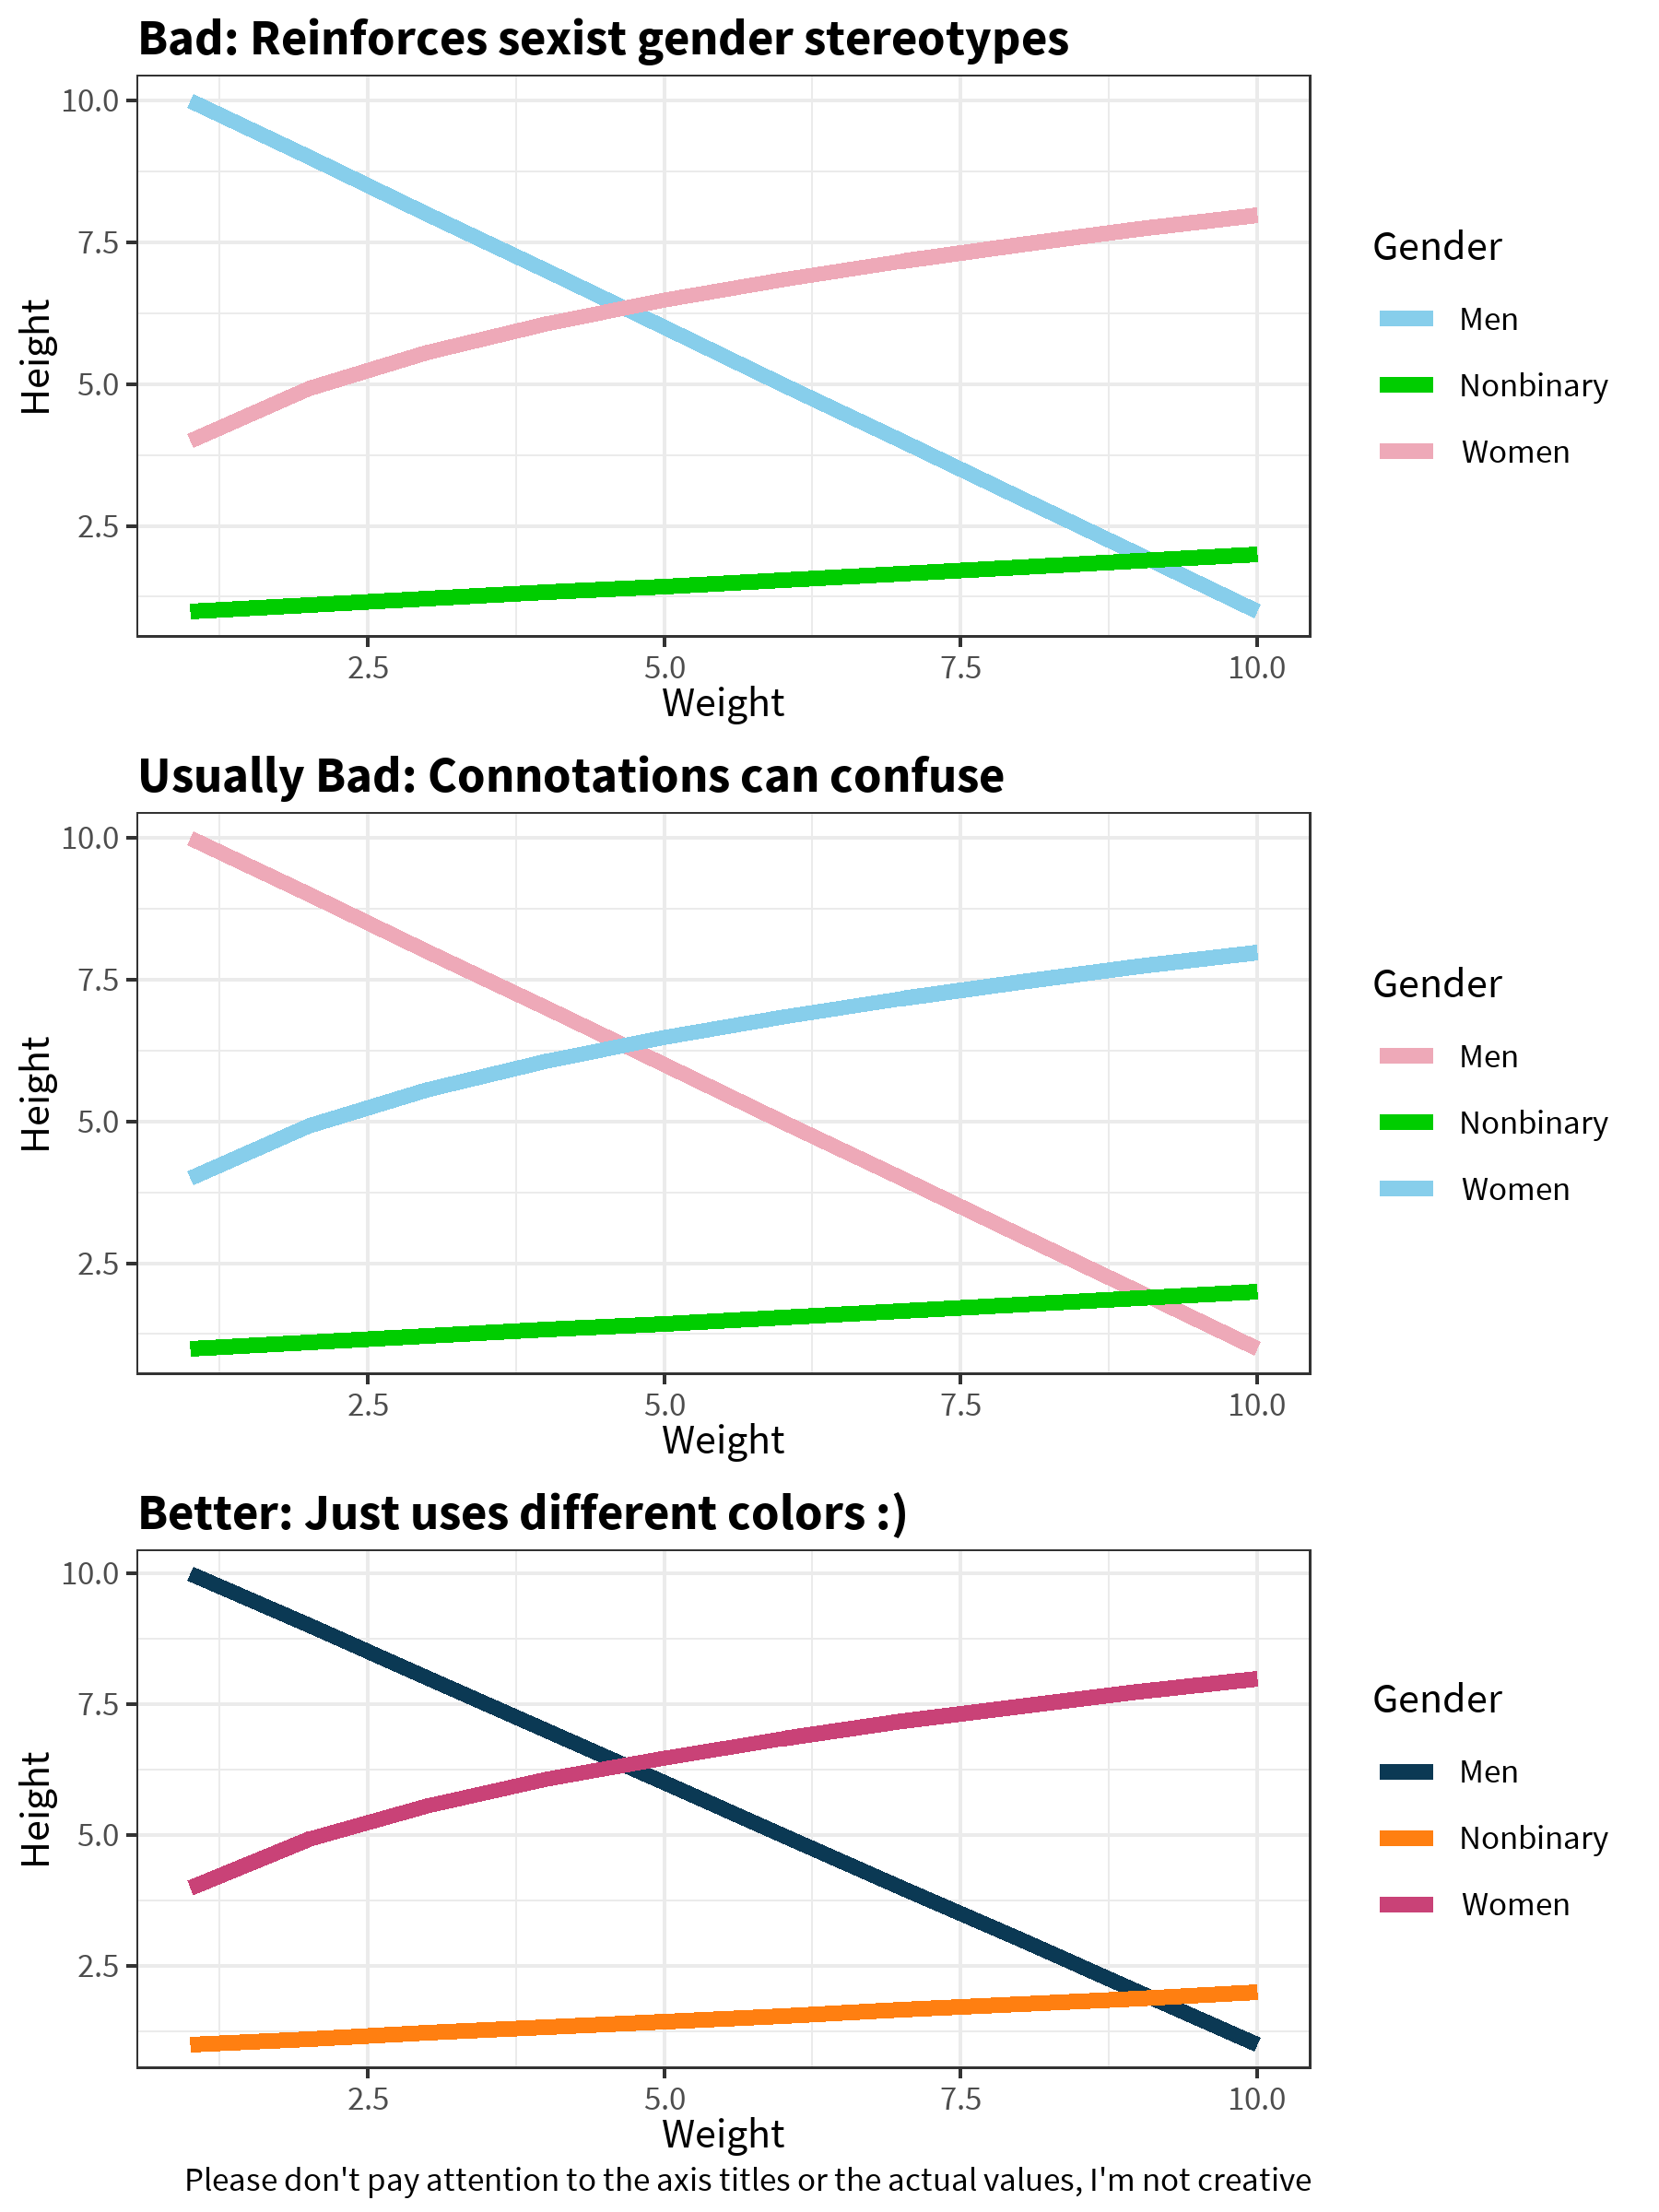 Bad: Reinforces sexist gender stereotypes
10.0
7.5
5.0
2.5
Height
2.5 5.0 7.5 10.0
Weight
Gender
Men
Nonbinary
Women
Usually Bad: Connotations can confuse
10.0
7.5
5.0
2.5
Height
2.5 5.0 7.5 10.0
Weight
Gender
Men
Nonbinary
Women
Better: Just uses different colors :)
10.0
7.5
5.0
2.5
Height
2.5 5.0 7.5 10.0
Weight
Gender
Men
Nonbinary
Women
Please don't pay attention to the axis titles or the actual values, I'm not creative